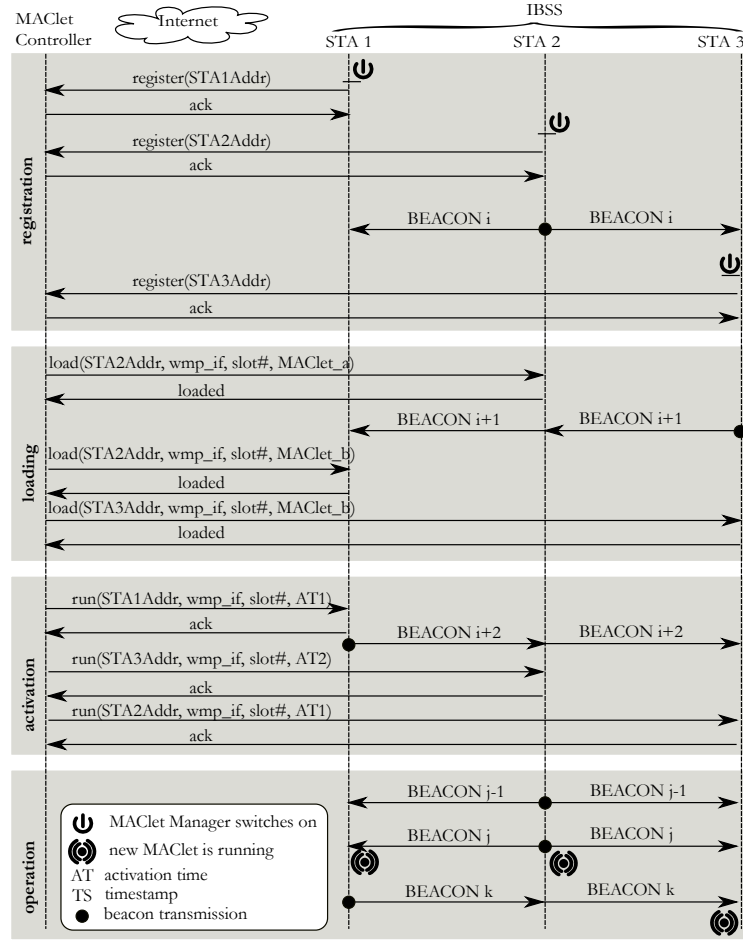 MAClet
Controller
Internet
IBSS
STA 1
STA 2
STA 3
registration
register(STA1Addr)
ack
register(STA2Addr)
ack
BEACON i
BEACON i
register(STA3Addr)
ack
loading
load(STA2Addr, wmp_if, slot#, MAClet_a)
loaded
BEACON i+1
BEACON i+1
load(STA2Addr, wmp_if, slot#, MAClet_b)
loaded
load(STA3Addr, wmp_if, slot#, MAClet_b)
loaded
activation
run(STA1Addr, wmp_if, slot#, AT1)
ack
BEACON i+2
BEACON i+2
run(STA3Addr, wmp_if, slot#, AT2)
ack
run(STA2Addr, wmp_if, slot#, AT1)
ack
operation
BEACON j-1
BEACON j-1
BEACON j
BEACON j
BEACON k
BEACON k
MAClet Manager switches on
new MAClet is running
AT activation time
TS timestamp
beacon transmission